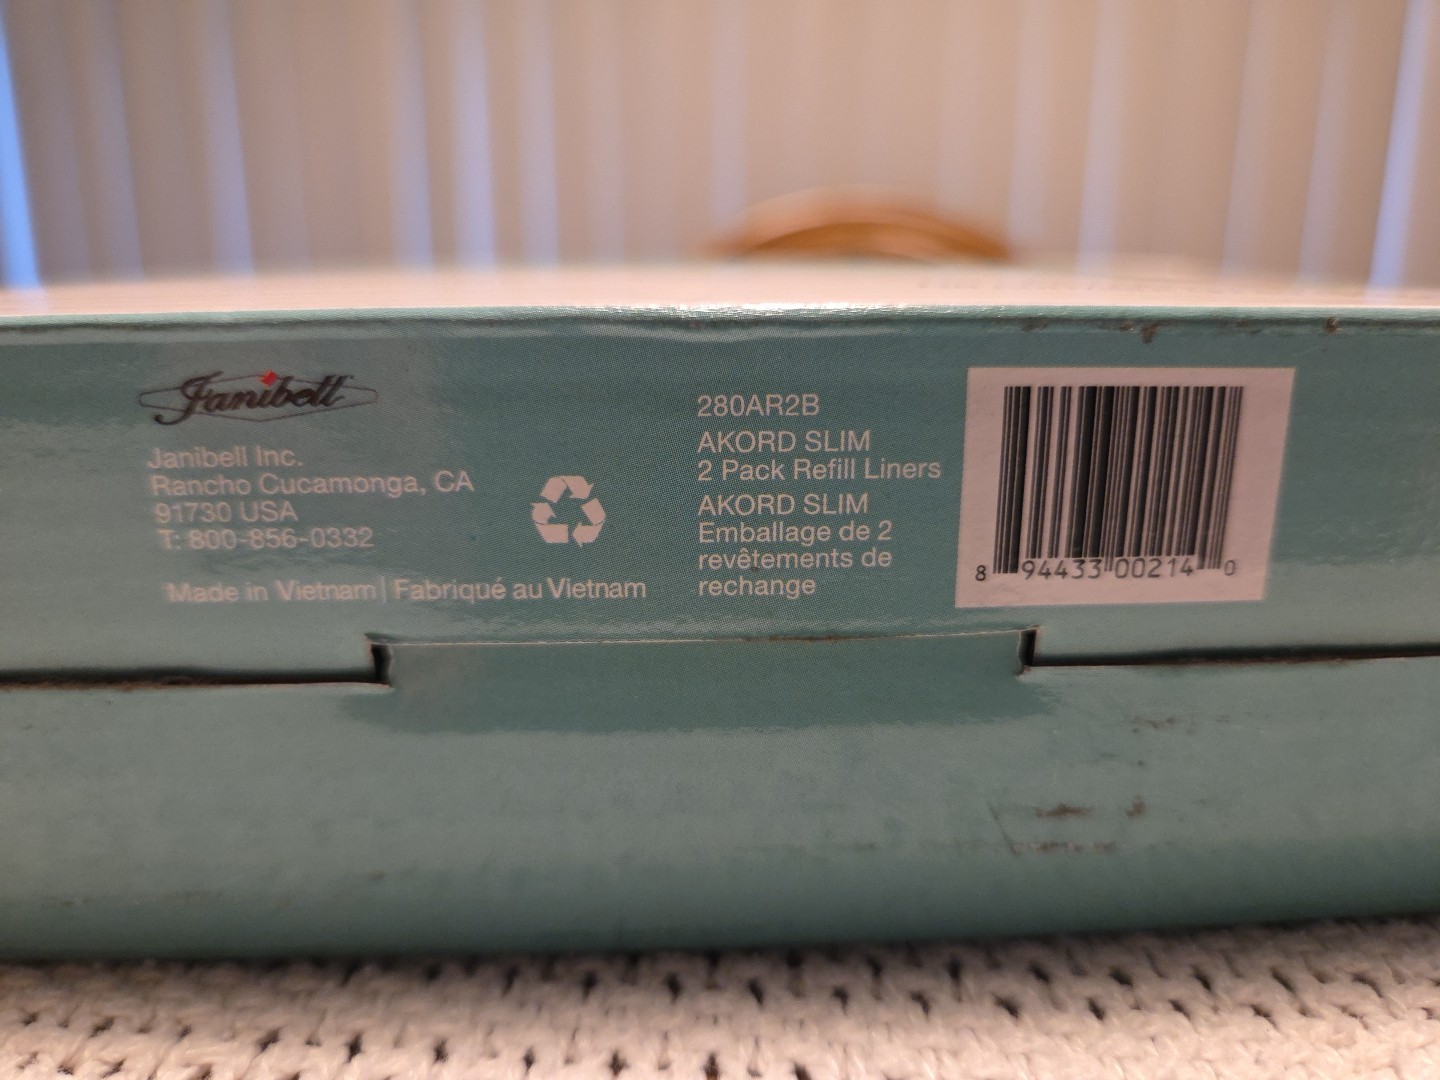 Janibell
Janibell Inc.
Rancho Cucamonga, CA
91730 USA
T: 800-856-0332
Made in Vietnam | Fabriqué au Vietnam
280AR2B
AKORD SLIM
2 Pack Refill Liners
AKORD SLIM
Emballage de 2
revêtements de
rechange
8 94433 00214 0